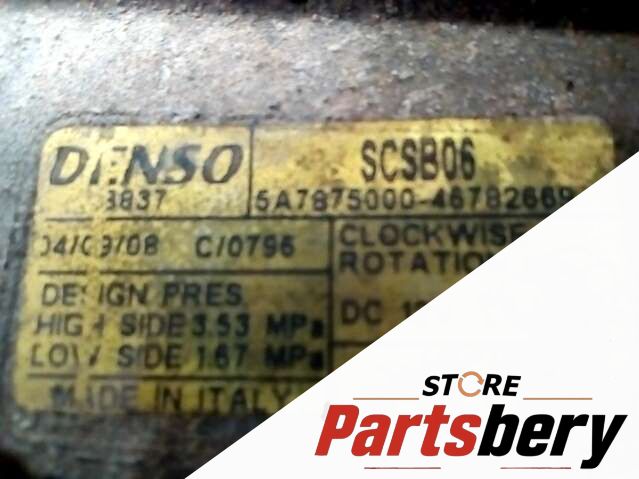 DENSO SCSB06
8837 5A7875000-4678266
04/09/08 C/0796 CLOCKWISE
ROTATION
DESIGN PRES
HIGH SIDE 3.53 MPa DC
LOW SIDE 1.67 MPa
MADE IN ITALY
STORE
Partsbery